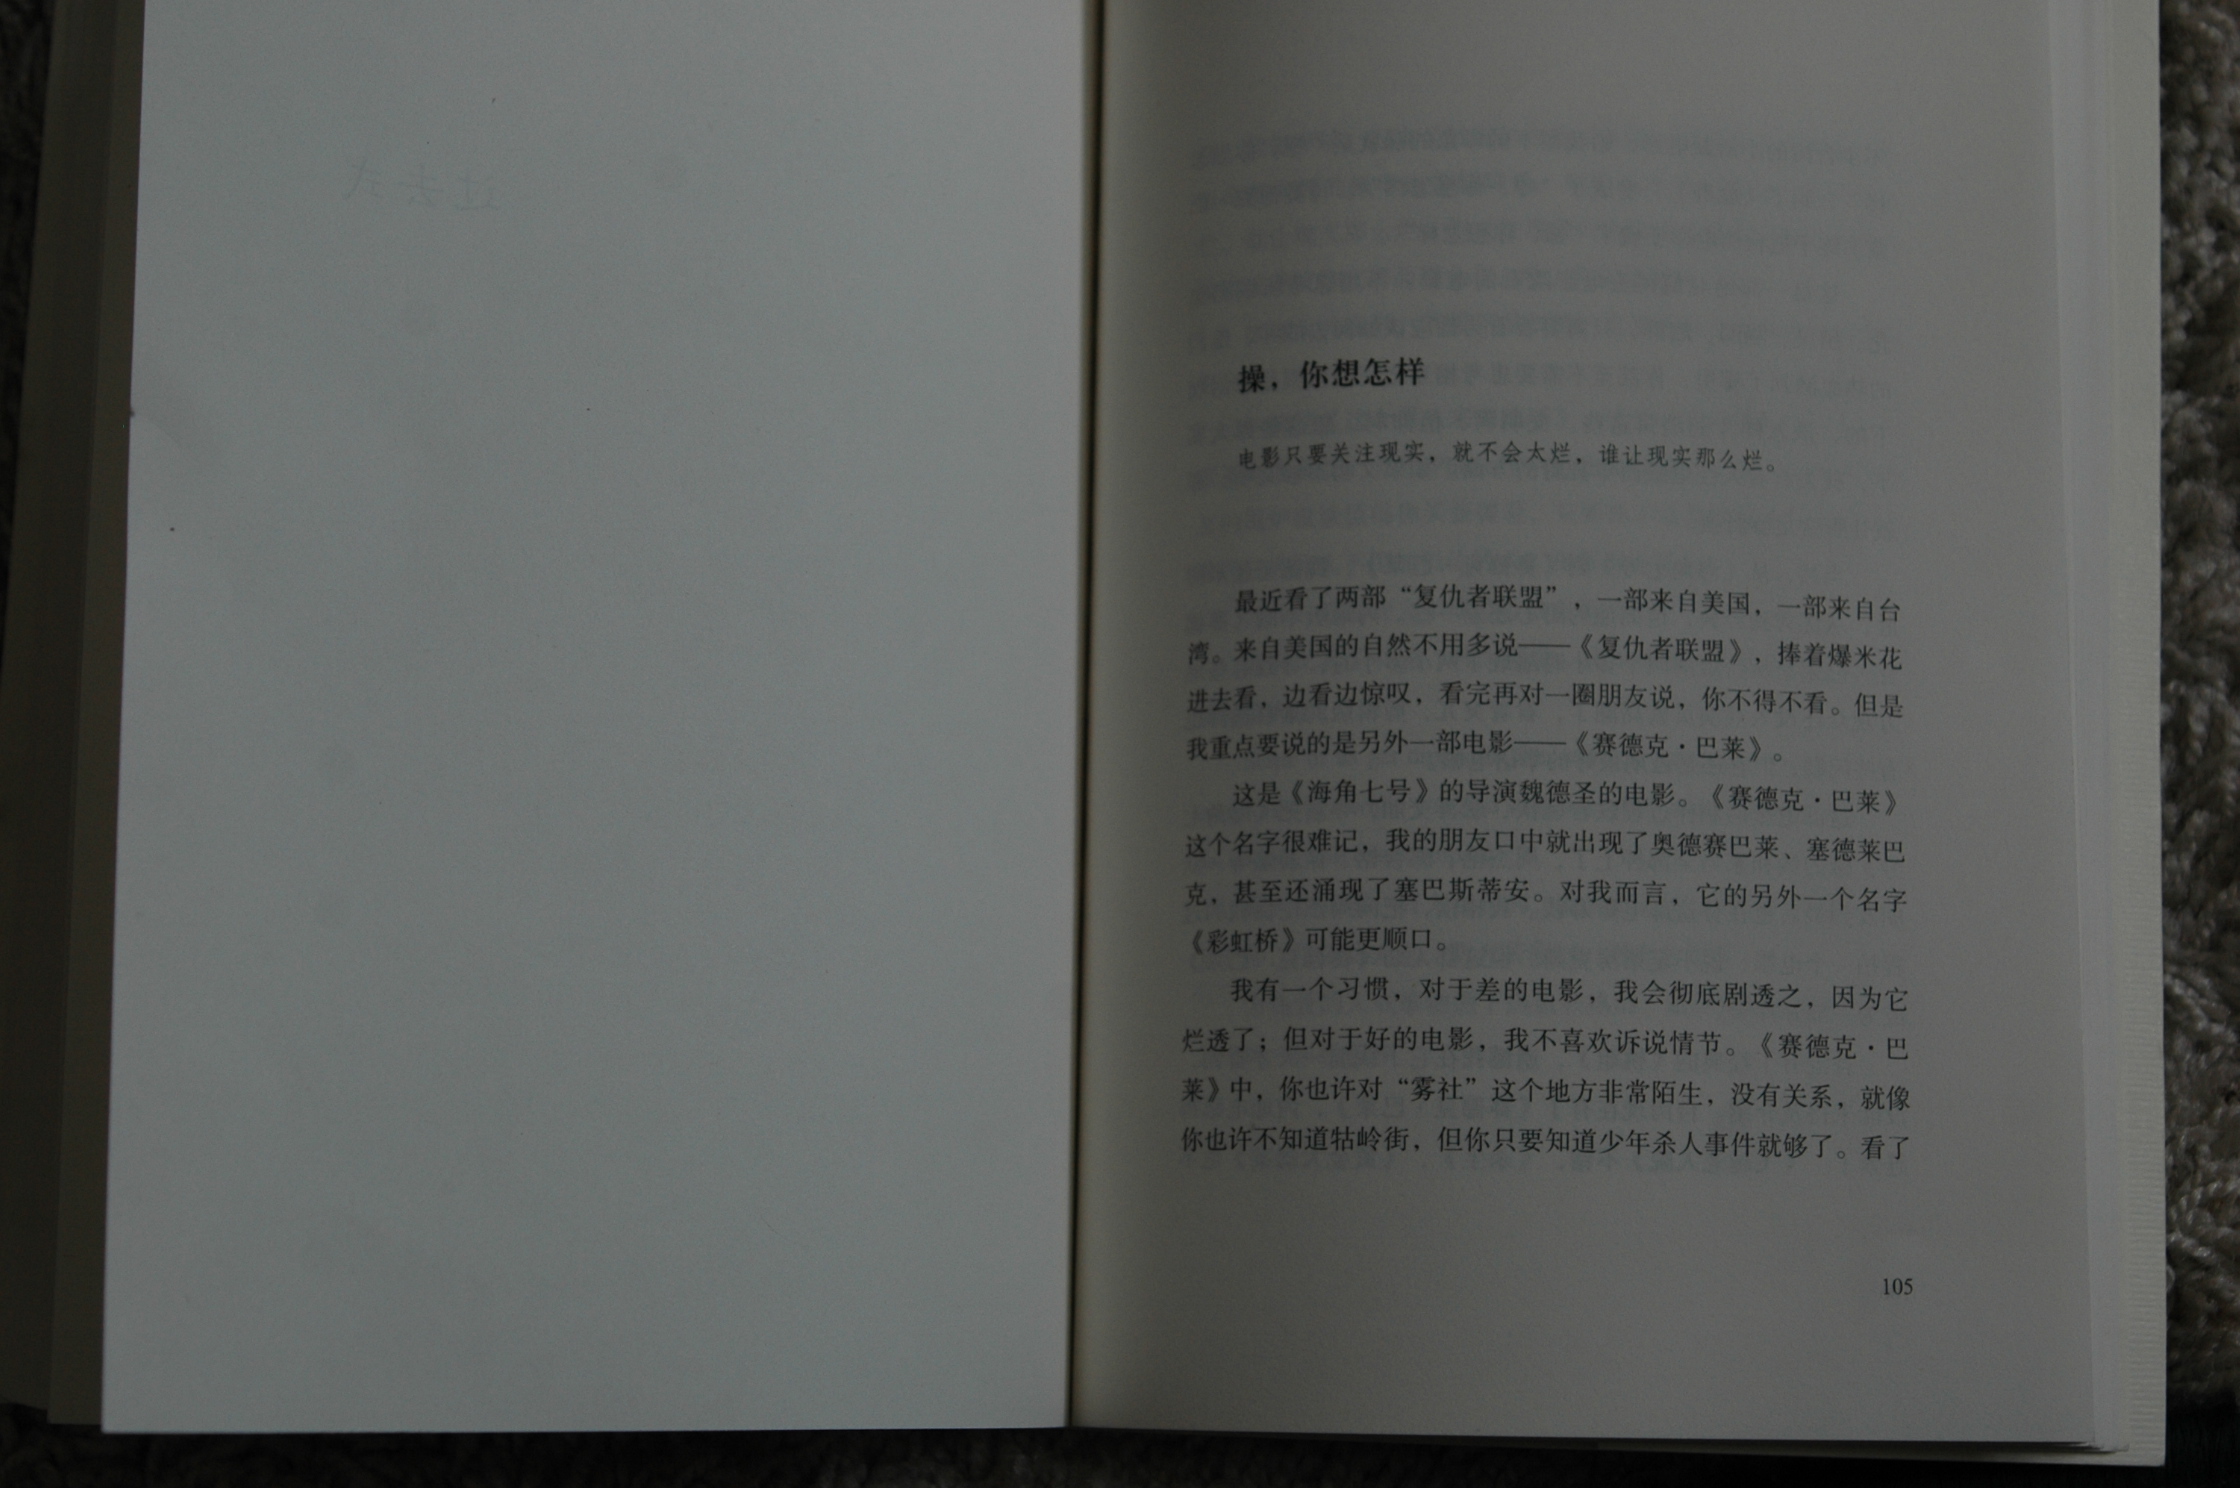 操，你想怎样
电影只要关注现实，就不会太烂，谁让现实那么烂。
最近看了两部“复仇者联盟”，一部来自美国，一部来自台
湾。来自美国的自然不用多说——《复仇者联盟》，捧着爆米花
进去看，边看边惊叹，看完再对一圈朋友说，你不得不看。但是
我重点要说的是另外一部电影——《赛德克·巴莱》。
这是《海角七号》的导演魏德圣的电影。《赛德克·巴莱》
这个名字很难记，我的朋友口中就出现了奥德赛巴莱、塞德莱巴
克，甚至还涌现了塞巴斯蒂安。对我而言，它的另外一个名字
《彩虹桥》可能更顺口。
我有一个习惯，对于差的电影，我会彻底剧透之，因为它
烂透了；但对于好的电影，我不喜欢诉说情节。《赛德克·巴
莱》中，你也许对“雾社”这个地方非常陌生，没有关系，就像
你也许不知道牯岭街，但你只要知道少年杀人事件就够了。看了
105